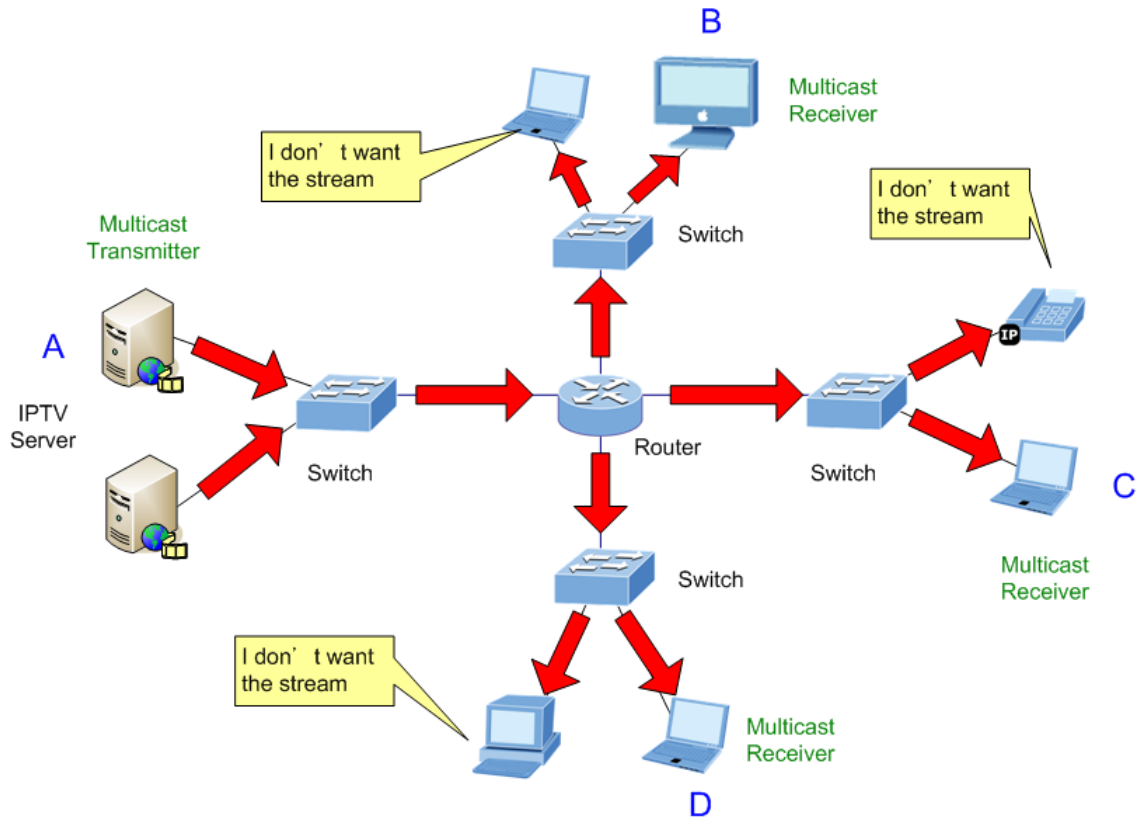 B
Multicast
Receiver
I don’ t want
the stream
I don’ t want
the stream
Switch
Multicast
Transmitter
A
IP
IPTV
Server
Router
Switch
Switch
C
Multicast
Receiver
Switch
I don’ t want
the stream
Multicast
Receiver
D